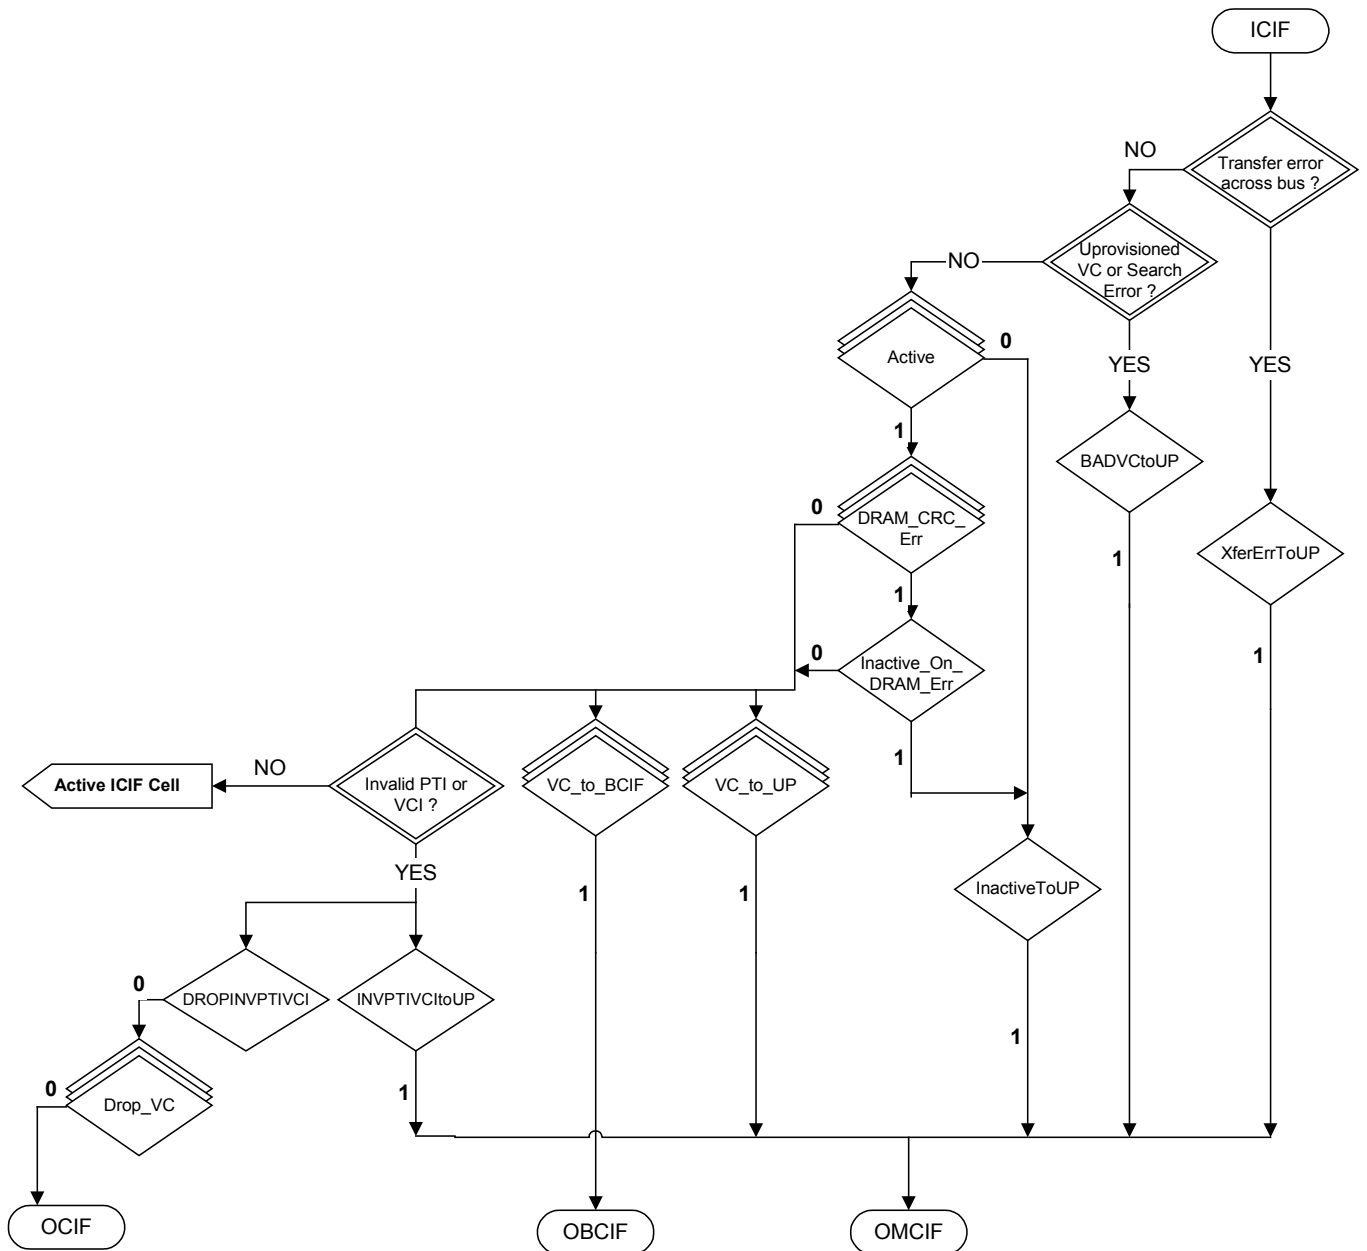 ICIF
Transfer error
across bus ?
NO
Uprovisioned
VC or Search
Error ?
NO
Active
0
YES
YES
1
BADVCtoUP
0
DRAM_CRC_
Err
XferErrToUP
1
1
0
Inactive_On_
DRAM_Err
1
1
Invalid PTI or
VCI ?
NO
Active ICIF Cell
VC_to_BCIF
VC_to_UP
YES
1
1
InactiveToUP
0
DROPINVPTIVCI
INVPTIVCItoUP
1
0
Drop_VC
1
OCIF
OBCIF
OMCIF